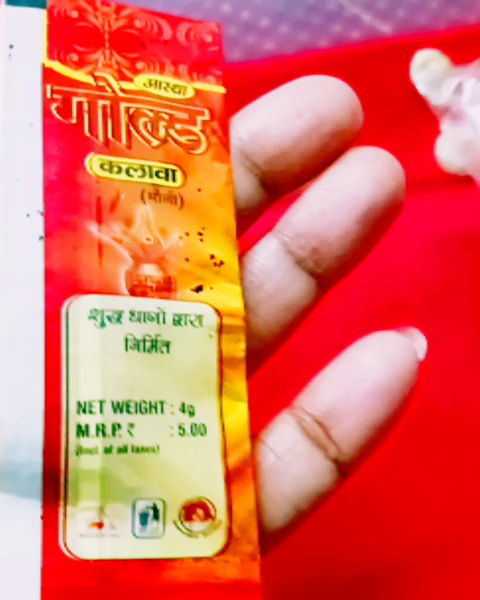 आस्था
गोल्ड
कलावा
(मौली)
शुद्ध धागों द्वारा
निर्मित
NET WEIGHT : 4g
M.R.P. ₹ : 5.00
(Incl. of all taxes)